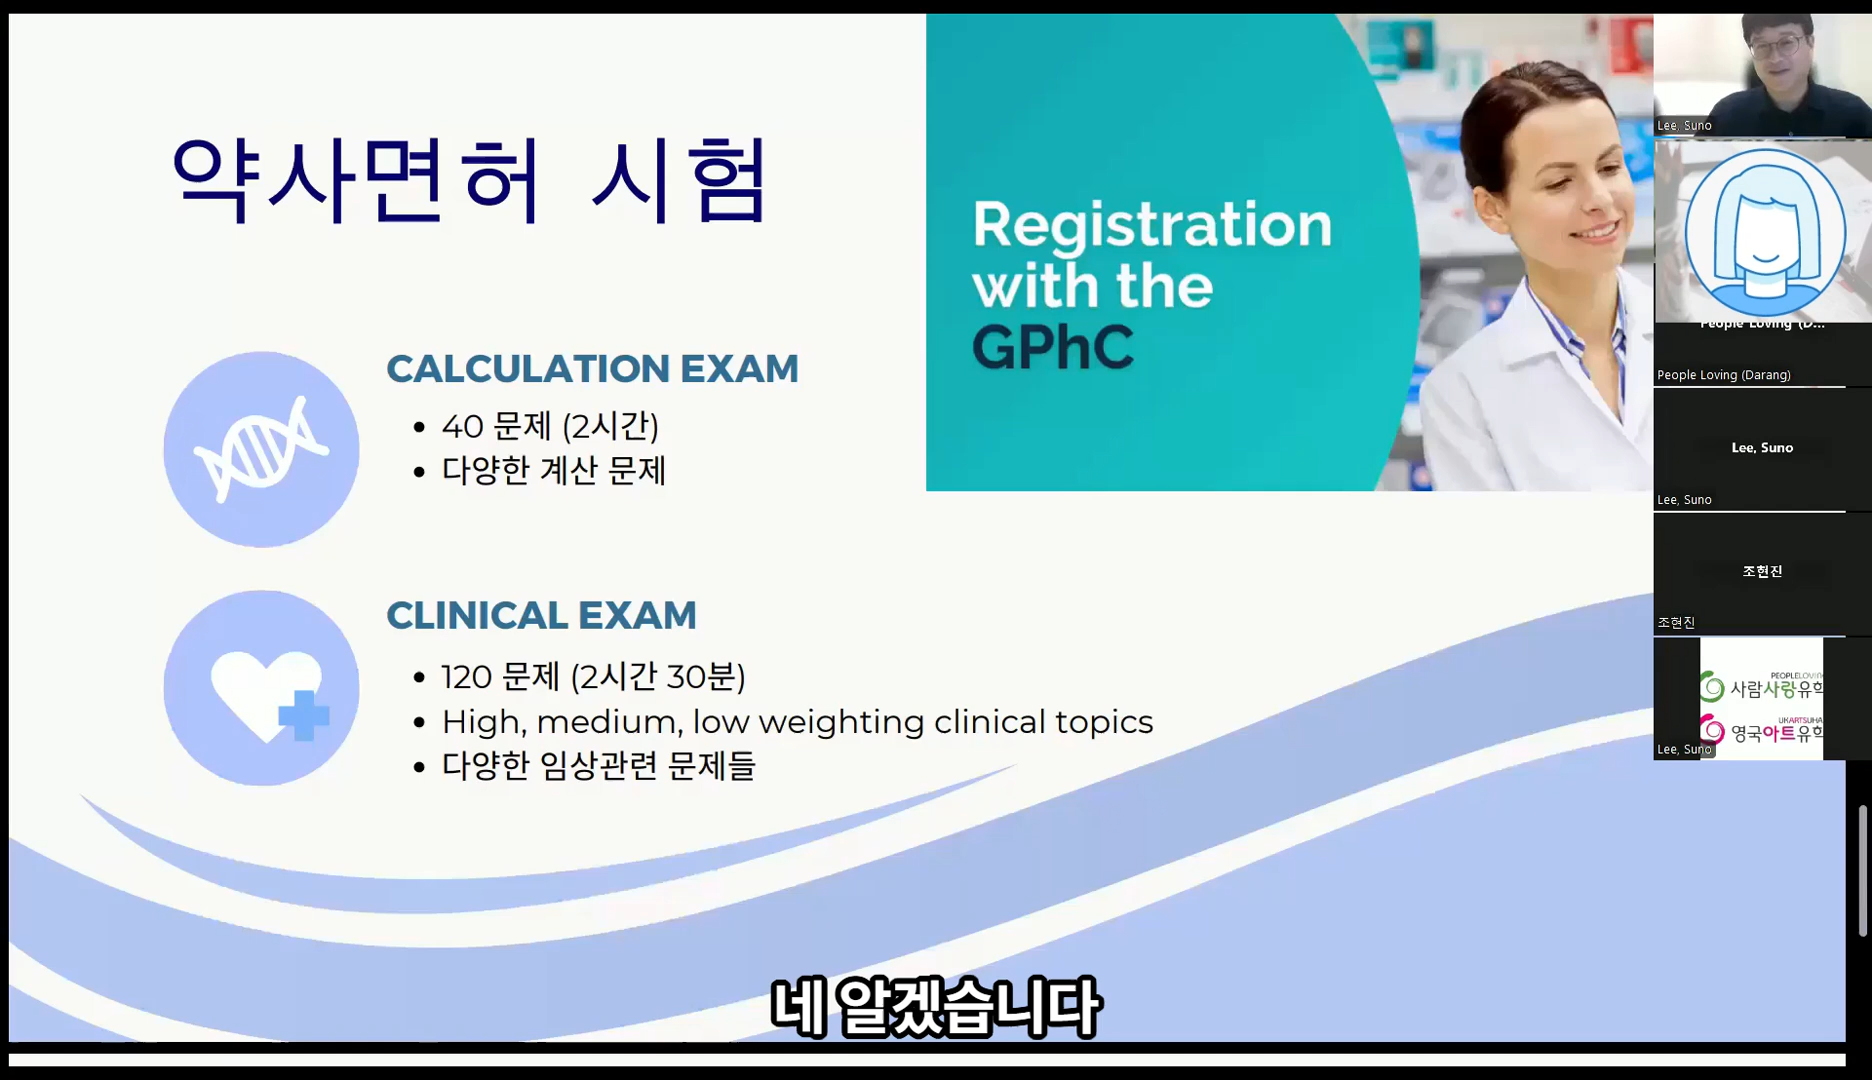 약사면허 시험
Registration
with the
GPhC
CALCULATION EXAM
• 40 문제 (2시간)
• 다양한 계산 문제
CLINICAL EXAM
• 120 문제 (2시간 30분)
• High, medium, low weighting clinical topics
• 다양한 임상관련 문제들
Lee, Suno
People Loving (D...
People Loving (Darang)
Lee, Suno
Lee, Suno
조현진
조현진
PEOPLELOVIN
사람사랑유학
UKARTSUHA
영국아트유학
Lee, Suno
네 알겠습니다